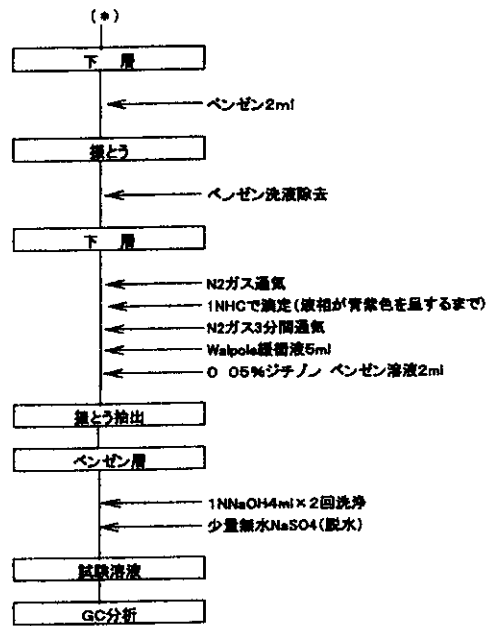 (*)
下 層
ベンゼン2ml
振とう
ベンゼン洗液除去
下 層
N2ガス通気
1NHCで滴定(液相が青紫色を呈するまで)
N2ガス3分間通気
Walpole緩衝液5ml
0 05%ジチゾン ベンゼン溶液2ml
振とう抽出
ベンゼン層
1NNaOH4ml×2回洗浄
少量無水NaSO4(脱水)
試験溶液
GC分析